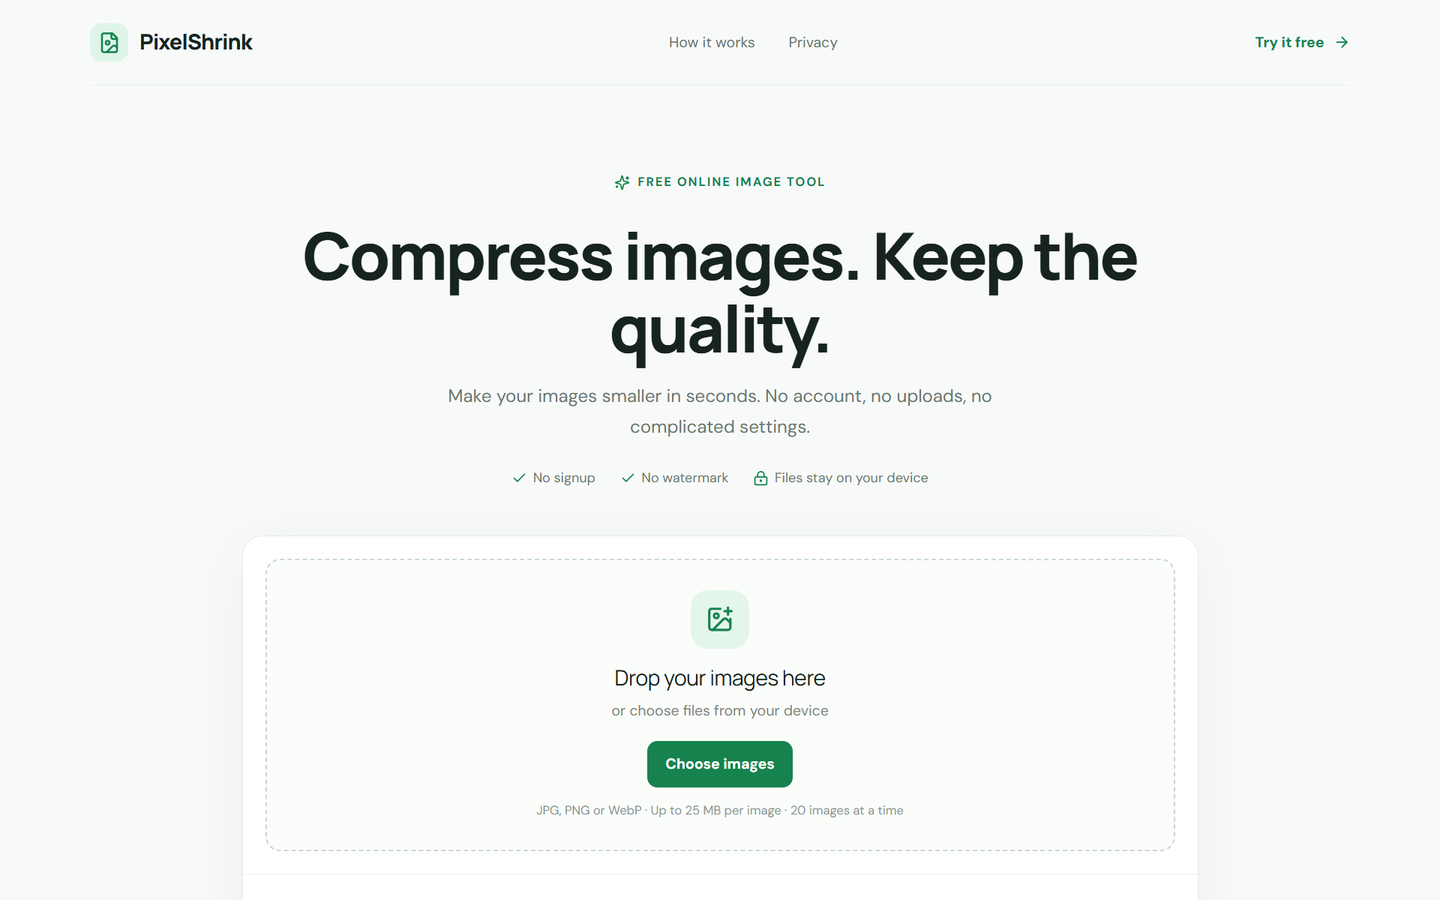 PixelShrink
How it works
Privacy
Try it free
FREE ONLINE IMAGE TOOL
Compress images. Keep the
quality.
Make your images smaller in seconds. No account, no uploads, no
complicated settings.
No signup
No watermark
Files stay on your device
Drop your images here
or choose files from your device
Choose images
JPG, PNG or WebP · Up to 25 MB per image · 20 images at a time